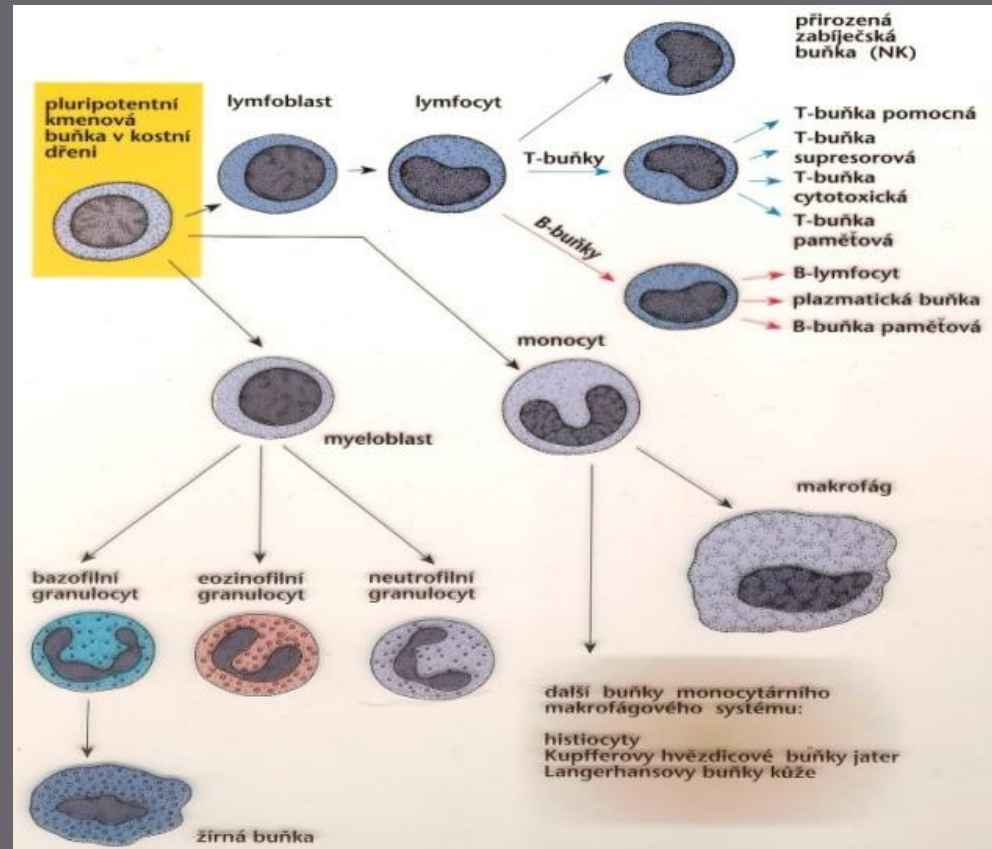 přirozená
zabíječská
buňka (NK)
pluripotentní
kmenová
buňka v kostní
dřeni
lymfoblast
lymfocyt
T-buňky
T-buňka pomocná
T-buňka
supresorová
T-buňka
cytotoxická
T-buňka
paměťová
B-buňky
B-lymfocyt
plazmatická buňka
B-buňka paměťová
monocyt
myeloblast
makrofág
bazofilní
granulocyt
eozinofilní
granulocyt
neutrofilní
granulocyt
další buňky monocytárního
makrofágového systému:
histiocyty
Kupfferovy hvězdicové buňky jater
Langerhansovy buňky kůže
žírná buňka